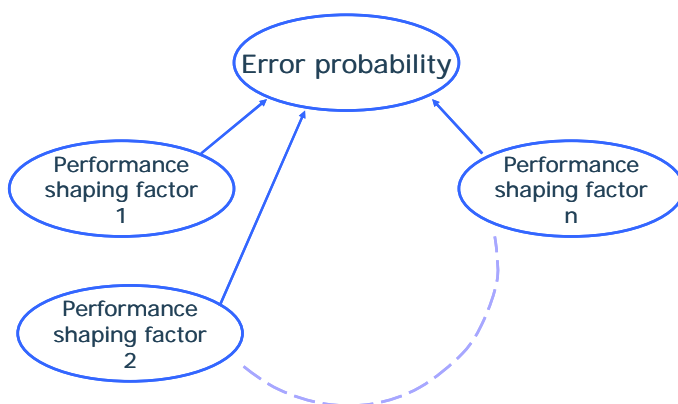 Error probability
Performance
shaping factor
1
Performance
shaping factor
n
Performance
shaping factor
2